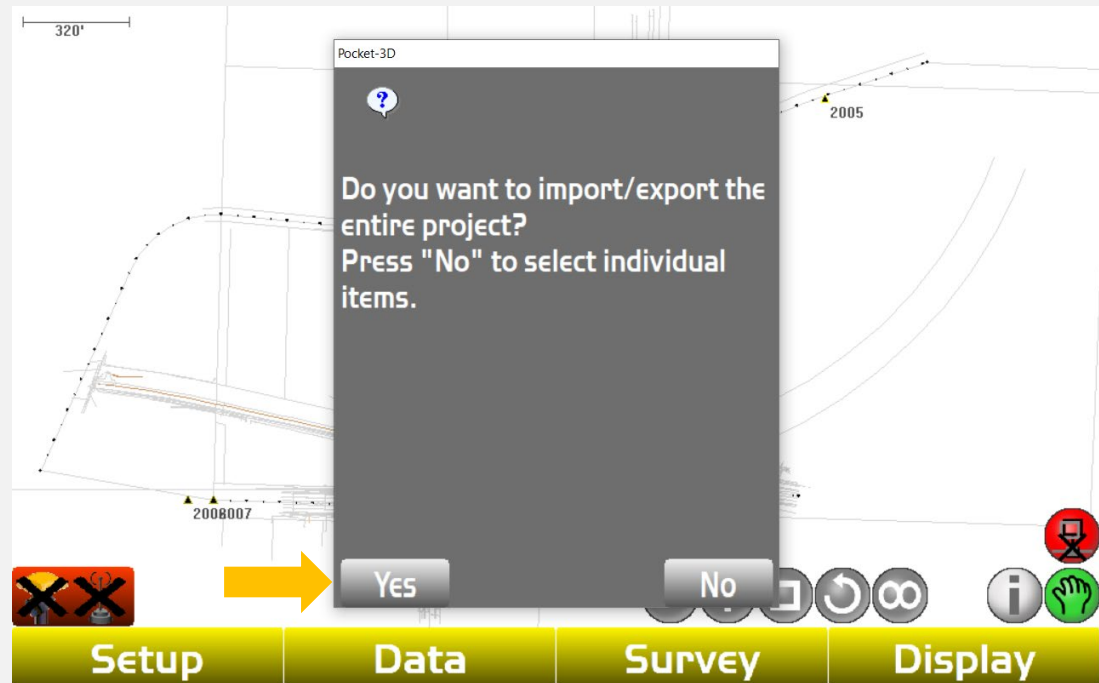 320'
Pocket-3D
?
2005
Do you want to import/export the
entire project?
Press "No" to select individual
items.
2007
Yes
No
i
Setup
Data
Survey
Display